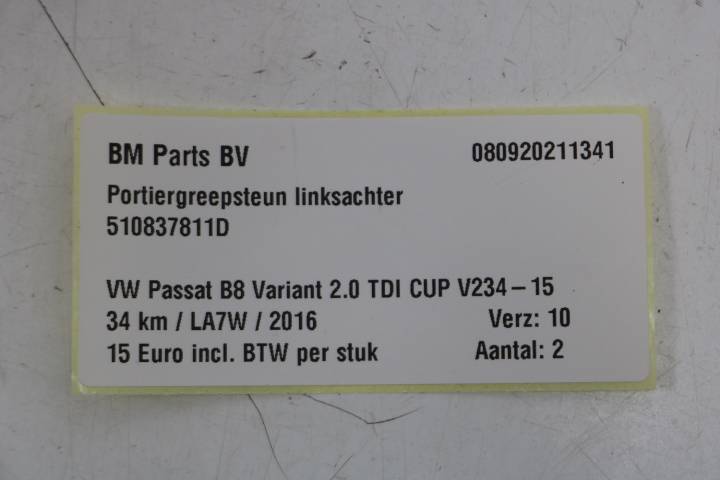 BM Parts BV 080920211341
Portiergreepsteun linksachter
510837811D
VW Passat B8 Variant 2.0 TDI CUP V234-15
34 km / LA7W / 2016 Verz: 10
15 Euro incl. BTW per stuk Aantal: 2